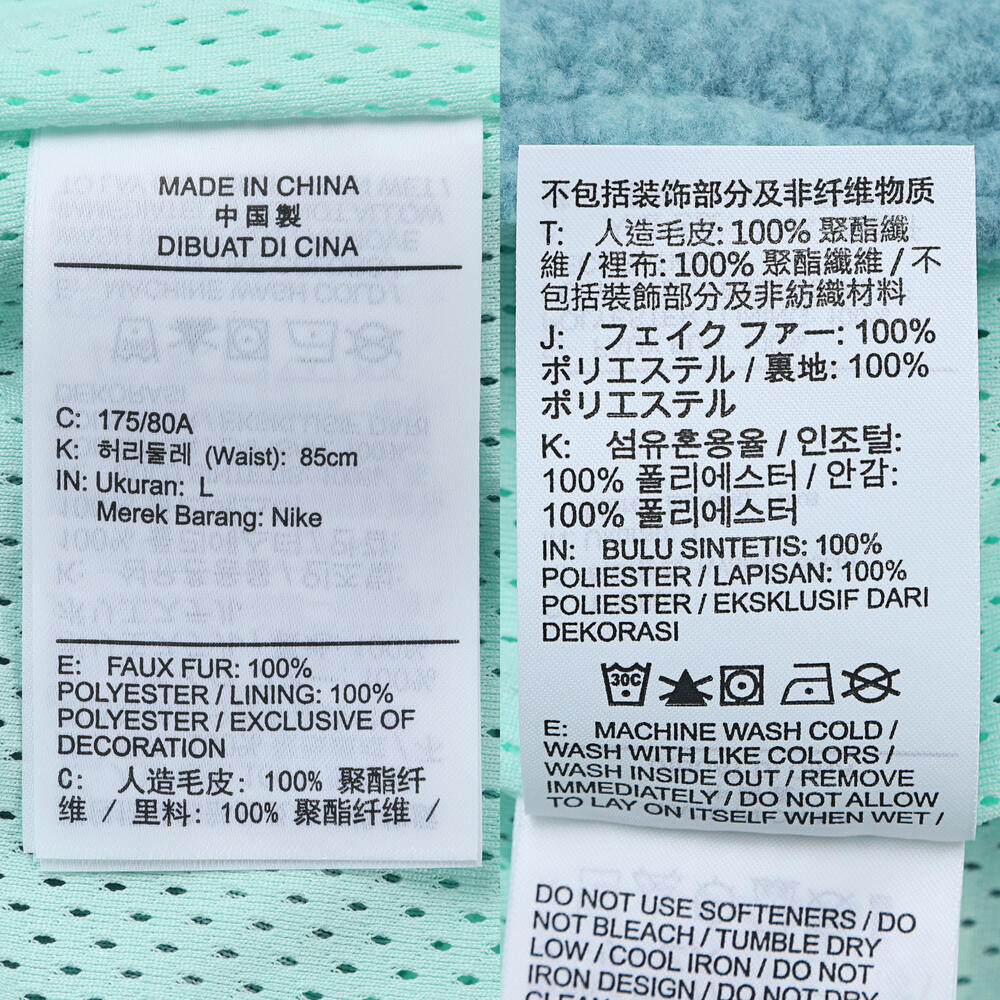 MADE IN CHINA
中国製
DIBUAT DI CINA
C: 175/80A
K: 허리둘레 (Waist): 85cm
IN: Ukuran: L
Merek Barang: Nike
E: FAUX FUR: 100%
POLYESTER / LINING: 100%
POLYESTER / EXCLUSIVE OF
DECORATION
C: 人造毛皮: 100% 聚酯纤
维 / 里料: 100% 聚酯纤维 /
不包括装饰部分及非纤维物质
T: 人造毛皮: 100% 聚酯纖
維 / 裡布: 100% 聚酯纖維 / 不
包括裝飾部分及非紡織材料
J: フェイク ファー: 100%
ポリエステル / 裏地: 100%
ポリエステル
K: 섬유혼용율 / 인조털:
100% 폴리에스터 / 안감:
100% 폴리에스터
IN: BULU SINTETIS: 100%
POLIESTER / LAPISAN: 100%
POLIESTER / EKSKLUSIF DARI
DEKORASI
30C
E: MACHINE WASH COLD /
WASH WITH LIKE COLORS /
WASH INSIDE OUT / REMOVE
IMMEDIATELY / DO NOT ALLOW
TO LAY ON ITSELF WHEN WET /
DO NOT USE SOFTENERS / DO
NOT BLEACH / TUMBLE DRY
LOW / COOL IRON / DO NOT
IRON DESIGN / DO NOT DRY